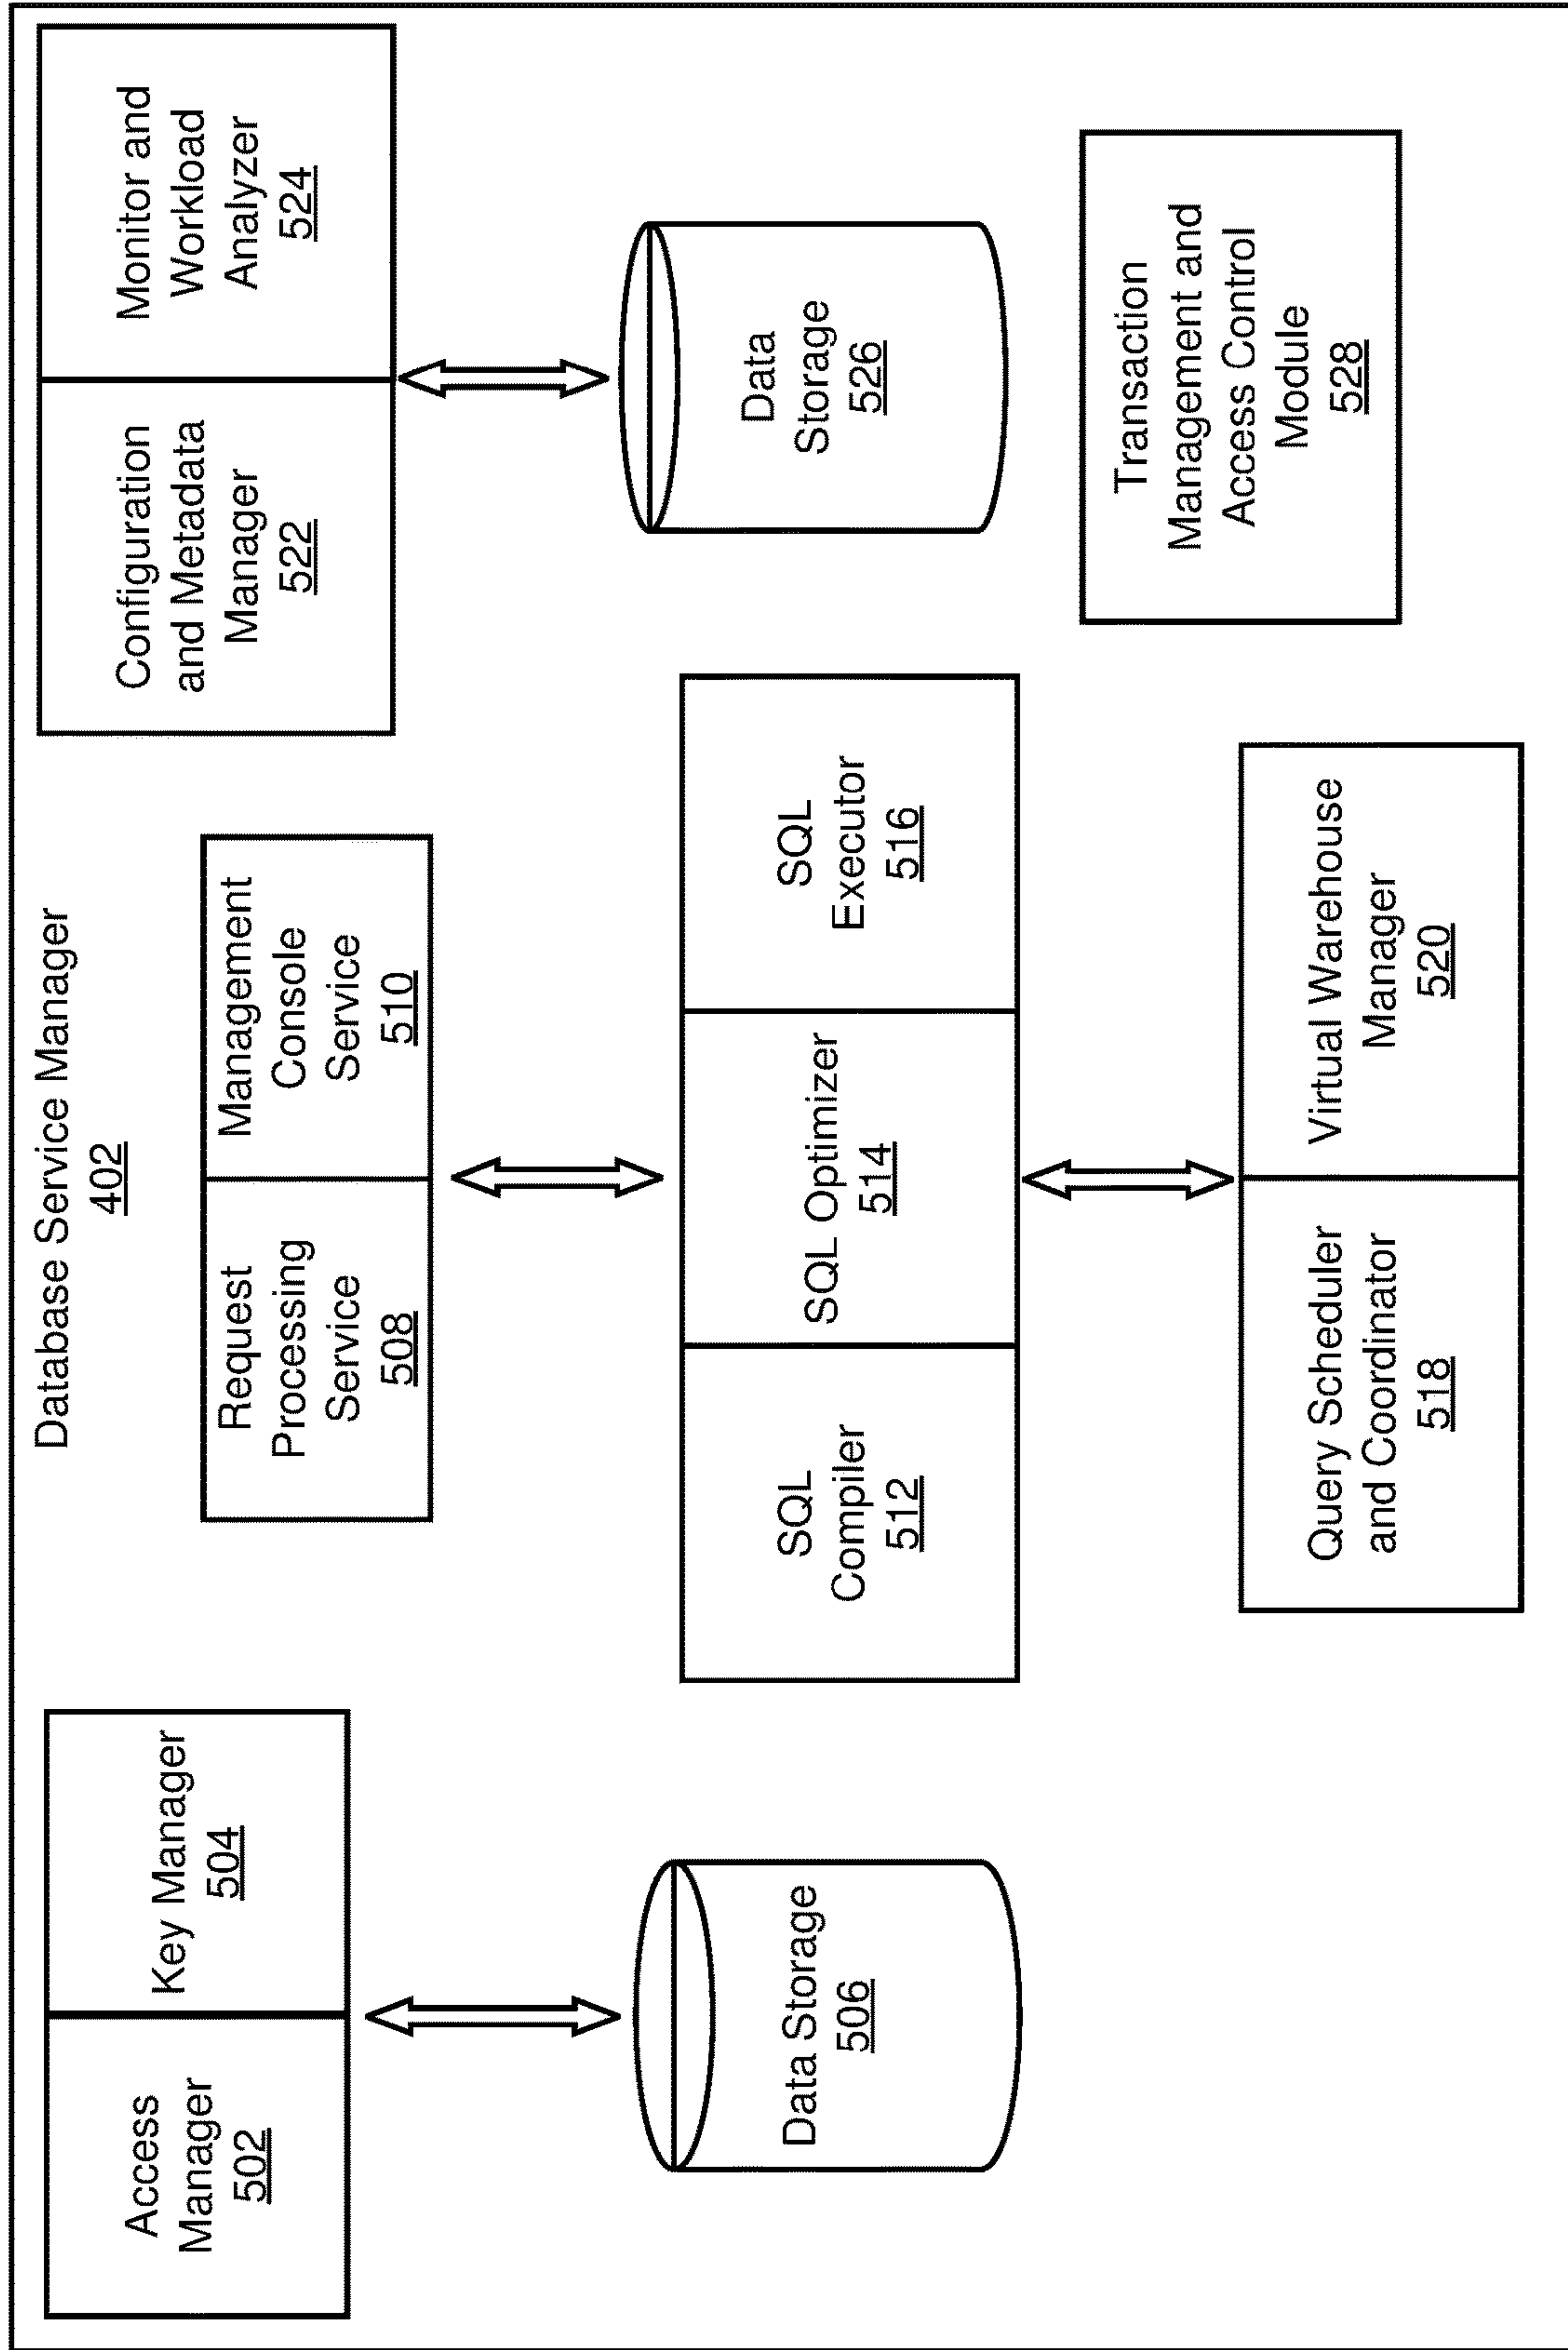 Database Service Manager
402
Access
Manager
502
Key Manager
504
Data Storage
506
Request
Processing
Service
508
Management
Console
Service
510
SQL
Compiler
512
SQL Optimizer
514
SQL
Executor
516
Query Scheduler
and Coordinator
518
Virtual Warehouse
Manager
520
Configuration
and Metadata
Manager
522
Monitor and
Workload
Analyzer
524
Data
Storage
526
Transaction
Management and
Access Control
Module
528